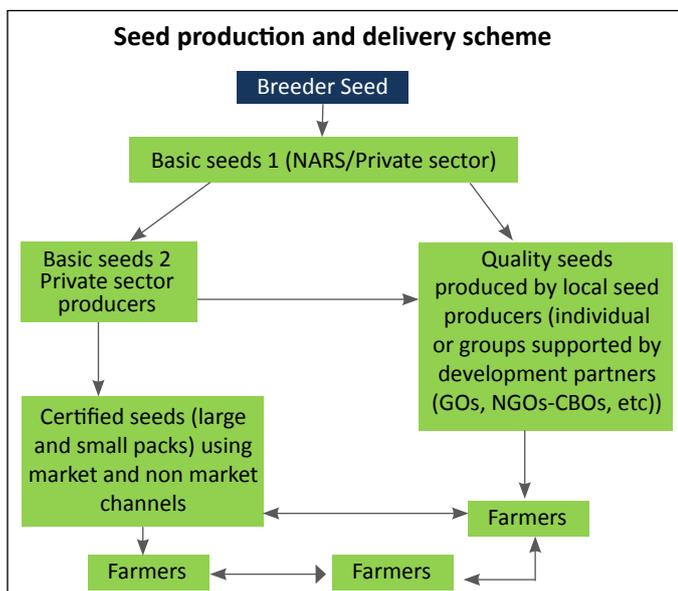 Seed production and delivery scheme
Breeder Seed
Basic seeds 1 (NARS/Private sector)
Basic seeds 2
Private sector
producers
Quality seeds
produced by local seed
producers (individual
or groups supported by
development partners
(GOs, NGOs-CBOs, etc))
Certified seeds (large
and small packs) using
market and non market
channels
Farmers
Farmers
Farmers